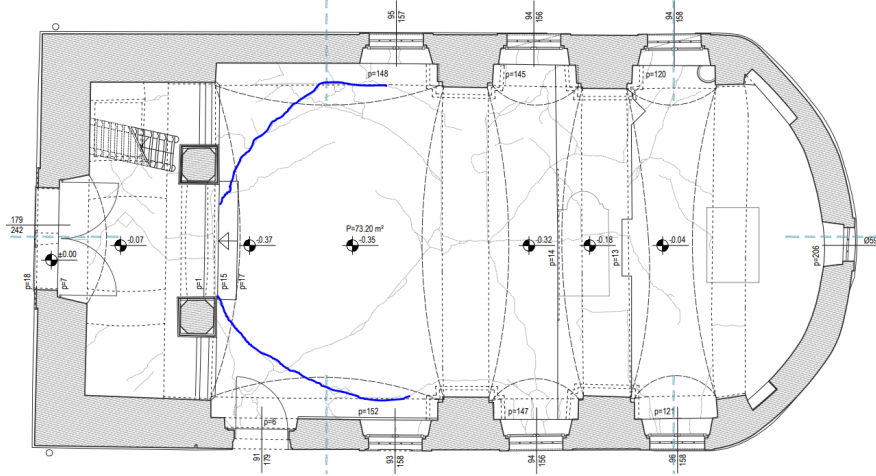 95
157
94
156
94
158
p=148
p=145
p=120
179
242
-0.07
±0.00
p=18
p=7
p=1
p=15
p=17
-0.37
P=73.20 m²
-0.35
-0.32
p=14
-0.18
p=13
-0.04
p=206
Ø59
p=6
p=152
p=147
p=121
91
179
93
158
94
156
96
158